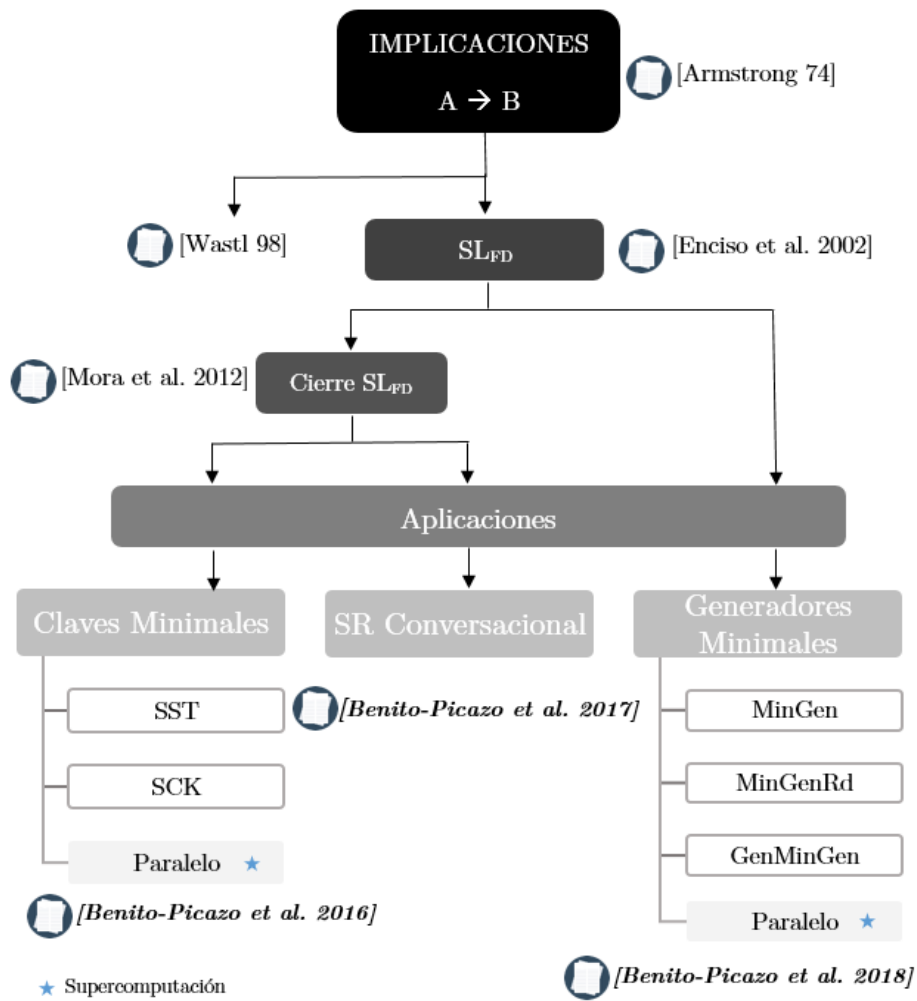 IMPLICACIONES
A → B
[Armstrong 74]
[Wastl 98]
SL_FD
[Enciso et al. 2002]
[Mora et al. 2012]
Cierre SL_FD
Aplicaciones
Claves Minimales
SR Conversacional
Generadores
Minimales
SST
[Benito-Picazo et al. 2017]
MinGen
SCK
MinGenRd
Paralelo ★
GenMinGen
[Benito-Picazo et al. 2016]
Paralelo ★
★ Supercomputación
[Benito-Picazo et al. 2018]